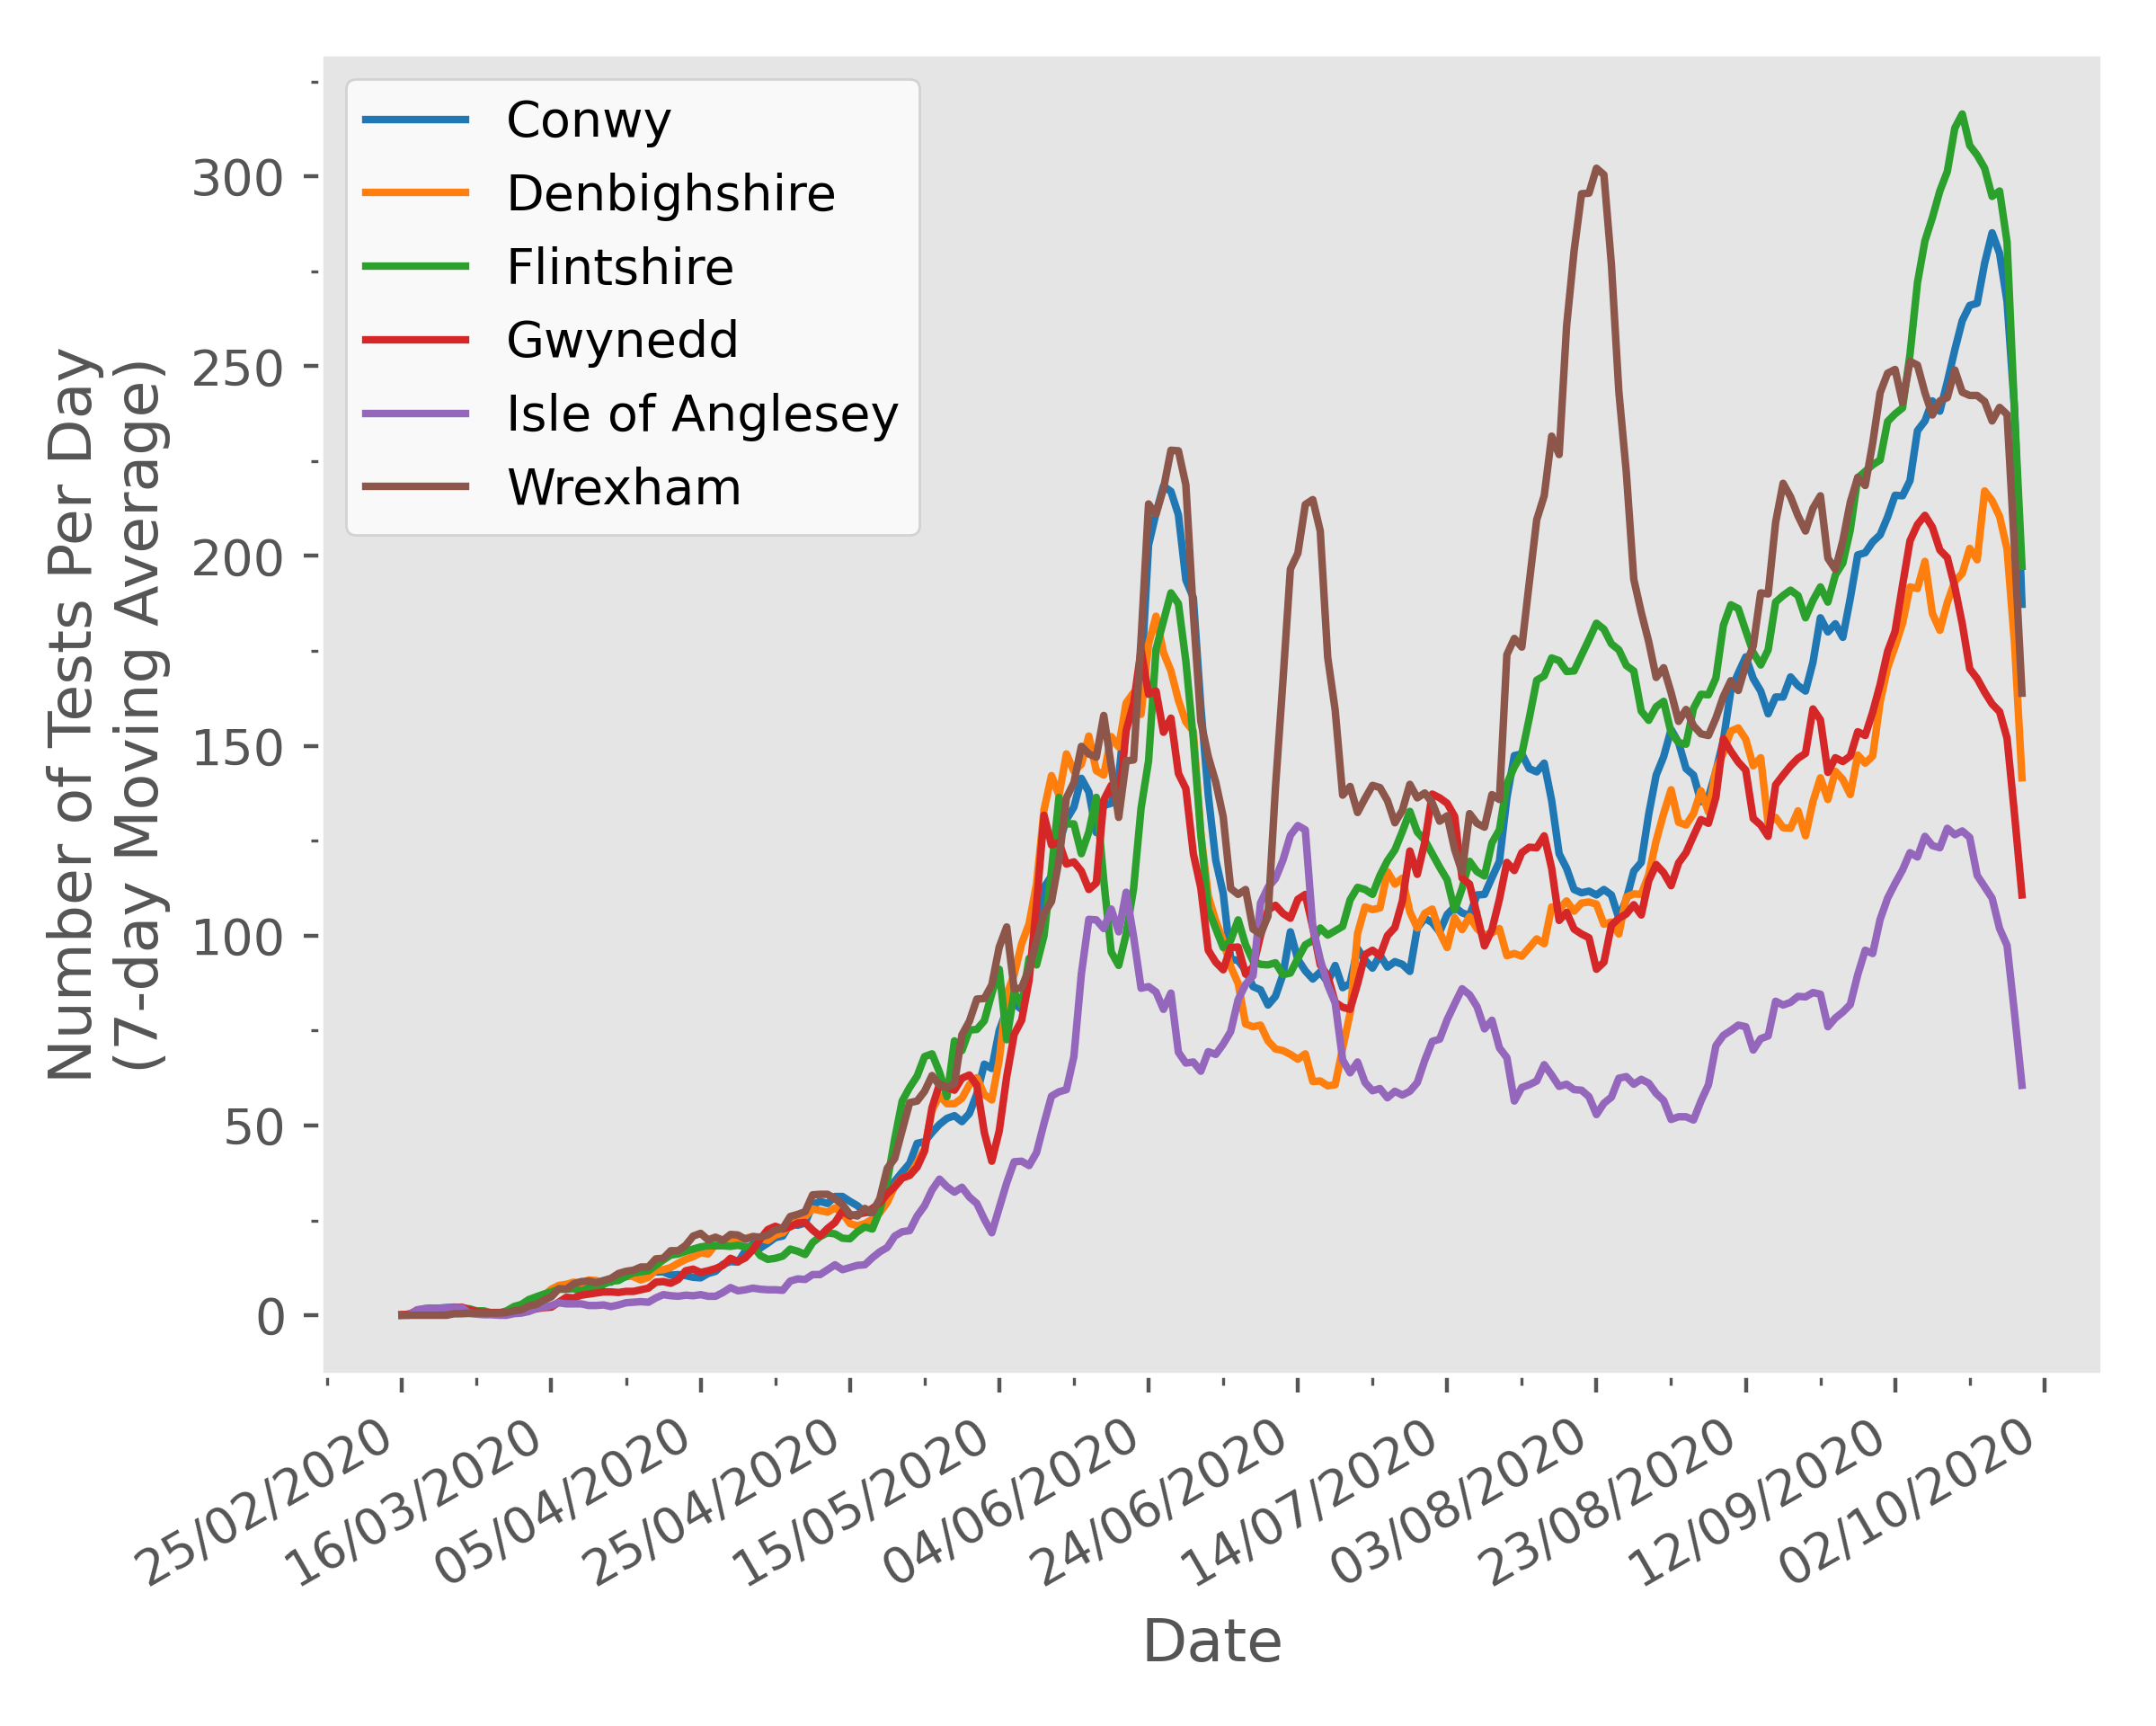 Conwy
Denbighshire
Flintshire
Gwynedd
Isle of Anglesey
Wrexham
Number of Tests Per Day
(7-day Moving Average)
300
250
200
150
100
50
0
25/02/2020
16/03/2020
05/04/2020
25/04/2020
15/05/2020
04/06/2020
24/06/2020
14/07/2020
03/08/2020
23/08/2020
12/09/2020
02/10/2020
Date